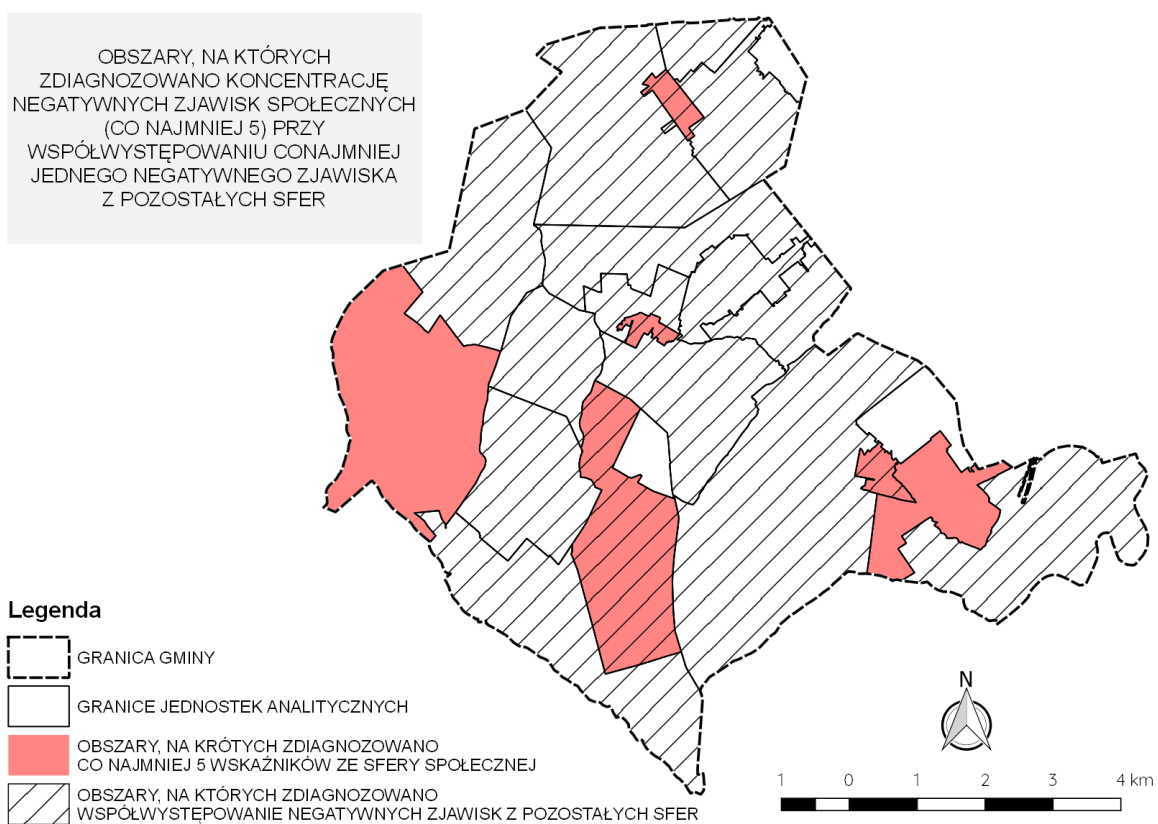 OBSZARY, NA KTÓRYCH
ZDIAGNOZOWANO KONCENTRACJĘ
NEGATYWNYCH ZJAWISK SPOŁECZNYCH
(CO NAJMNIEJ 5) PRZY
WSPÓŁWYSTĘPOWANIU CONAJMNIEJ
JEDNEGO NEGATYWNEGO ZJAWISKA
Z POZOSTAŁYCH SFER
Legenda
GRANICA GMINY
GRANICE JEDNOSTEK ANALITYCZNYCH
OBSZARY, NA KRÓTYCH ZDIAGNOZOWANO
CO NAJMNIEJ 5 WSKAŹNIKÓW ZE SFERY SPOŁECZNEJ
OBSZARY, NA KTÓRYCH ZDIAGNOZOWANO
WSPÓŁWYSTĘPOWANIE NEGATYWNYCH ZJAWISK Z POZOSTAŁYCH SFER
N
1 0 1 2 3 4 km